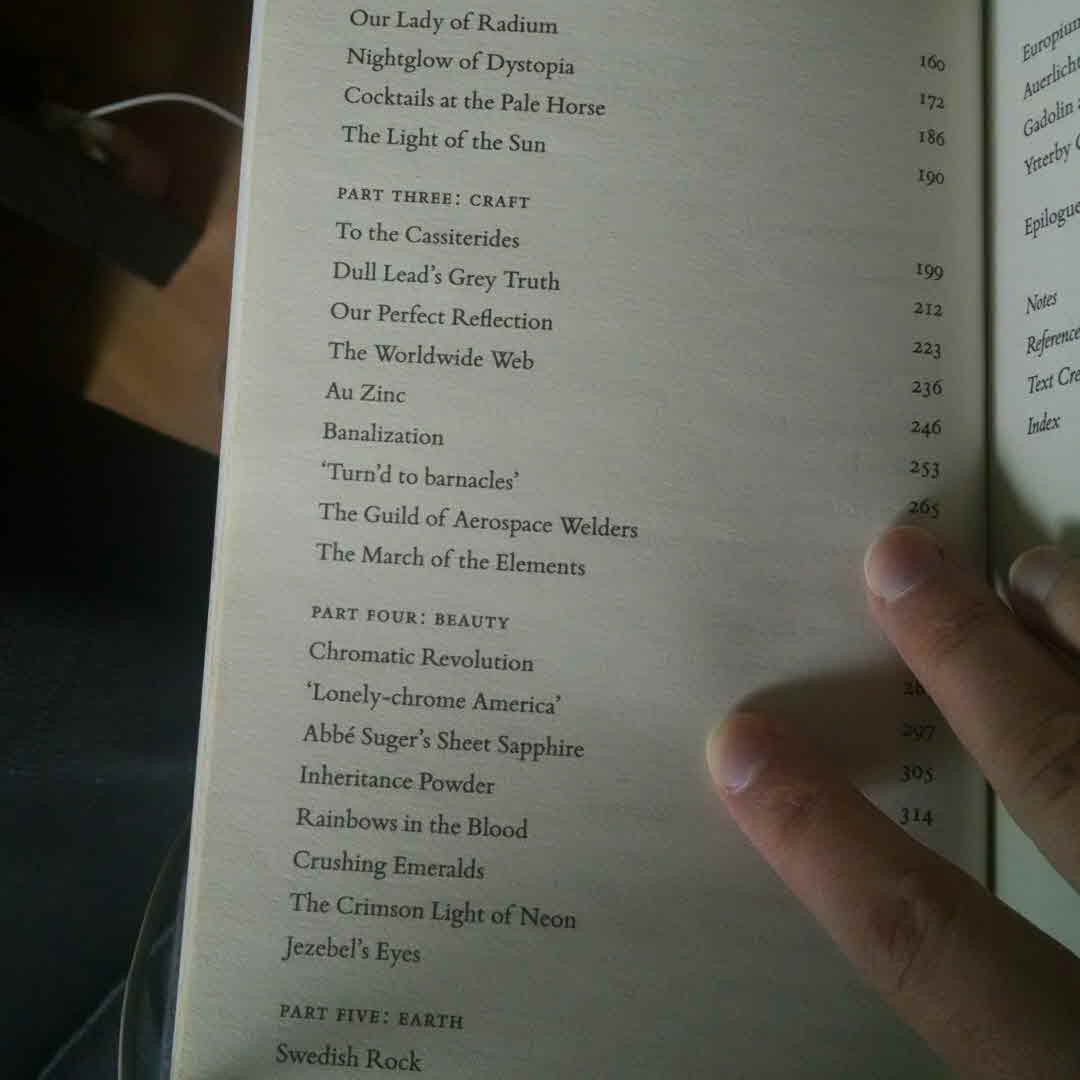 Our Lady of Radium 160
Nightglow of Dystopia 172
Cocktails at the Pale Horse 186
The Light of the Sun 190
PART THREE: CRAFT
To the Cassiterides 199
Dull Lead's Grey Truth 212
Our Perfect Reflection 223
The Worldwide Web 236
Au Zinc 246
Banalization 253
'Turn'd to barnacles' 265
The Guild of Aerospace Welders
The March of the Elements
PART FOUR: BEAUTY
Chromatic Revolution
'Lonely-chrome America' 297
Abbé Suger's Sheet Sapphire 305
Inheritance Powder 314
Rainbows in the Blood
Crushing Emeralds
The Crimson Light of Neon
Jezebel's Eyes
PART FIVE: EARTH
Swedish Rock
Europium
Auerlicht
Gadolin
Ytterby
Epilogue
Notes
Reference
Text Cre
Index